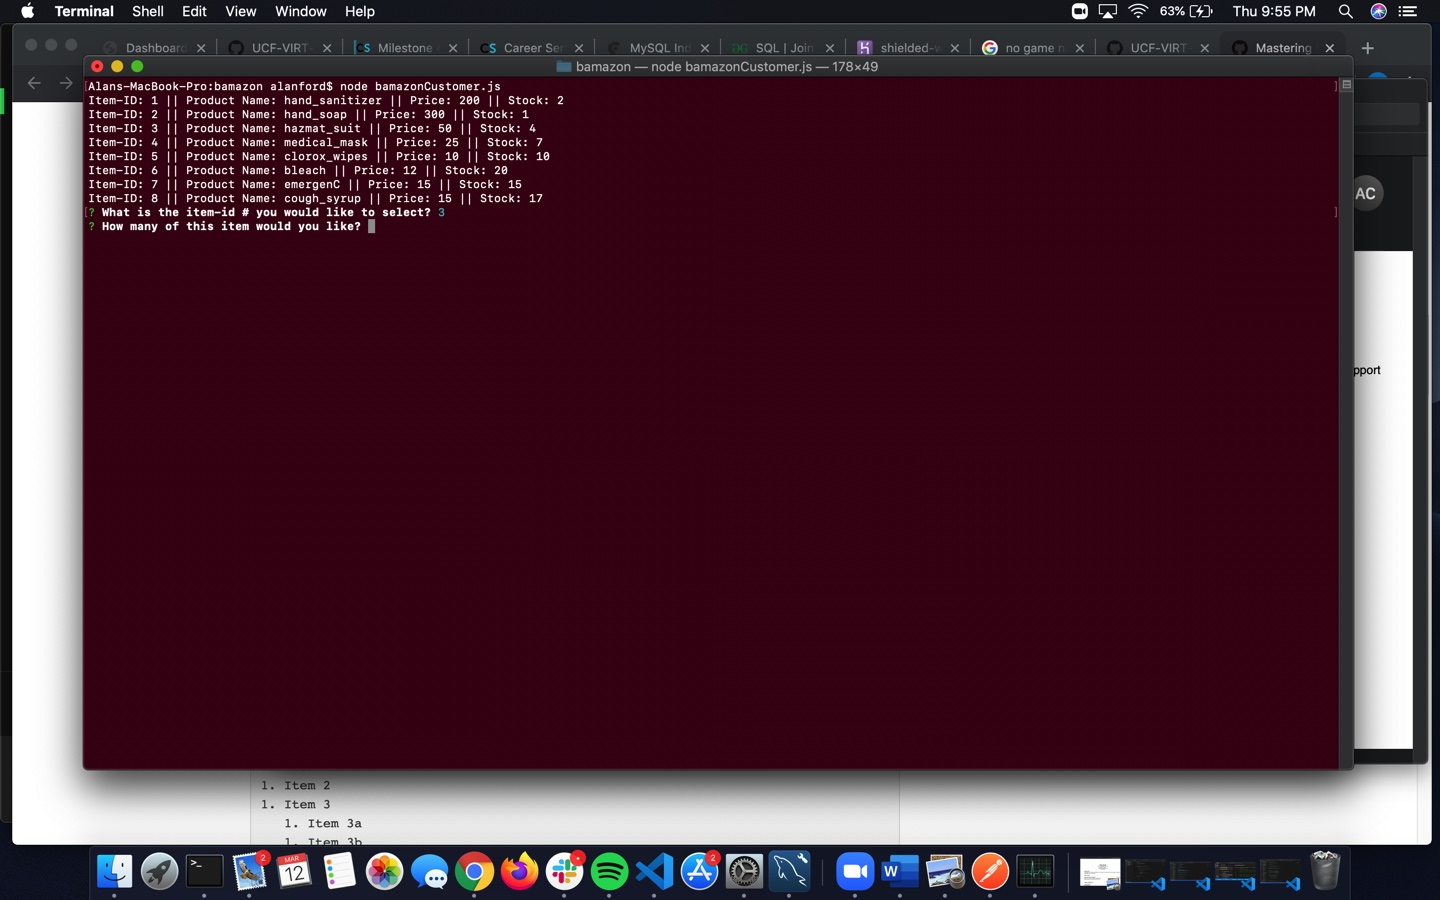 Terminal Shell Edit View Window Help 63% Thu 9:55 PM
Dashboard UCF-VIRT- Milestone Career Ser MySQL In SQL | Join shielded-w no game n UCF-VIRT- Mastering
bamazon — node bamazonCustomer.js — 178×49
Alans-MacBook-Pro:bamazon alanford$ node bamazonCustomer.js
Item-ID: 1 || Product Name: hand_sanitizer || Price: 200 || Stock: 2
Item-ID: 2 || Product Name: hand_soap || Price: 300 || Stock: 1
Item-ID: 3 || Product Name: hazmat_suit || Price: 50 || Stock: 4
Item-ID: 4 || Product Name: medical_mask || Price: 25 || Stock: 7
Item-ID: 5 || Product Name: clorox_wipes || Price: 10 || Stock: 10
Item-ID: 6 || Product Name: bleach || Price: 12 || Stock: 20
Item-ID: 7 || Product Name: emergenC || Price: 15 || Stock: 15
Item-ID: 8 || Product Name: cough_syrup || Price: 15 || Stock: 17
? What is the item-id # you would like to select? 3
? How many of this item would you like?
AC
pport
1. Item 2
1. Item 3
1. Item 3a
1. Item 3b
2 MAR 12 2